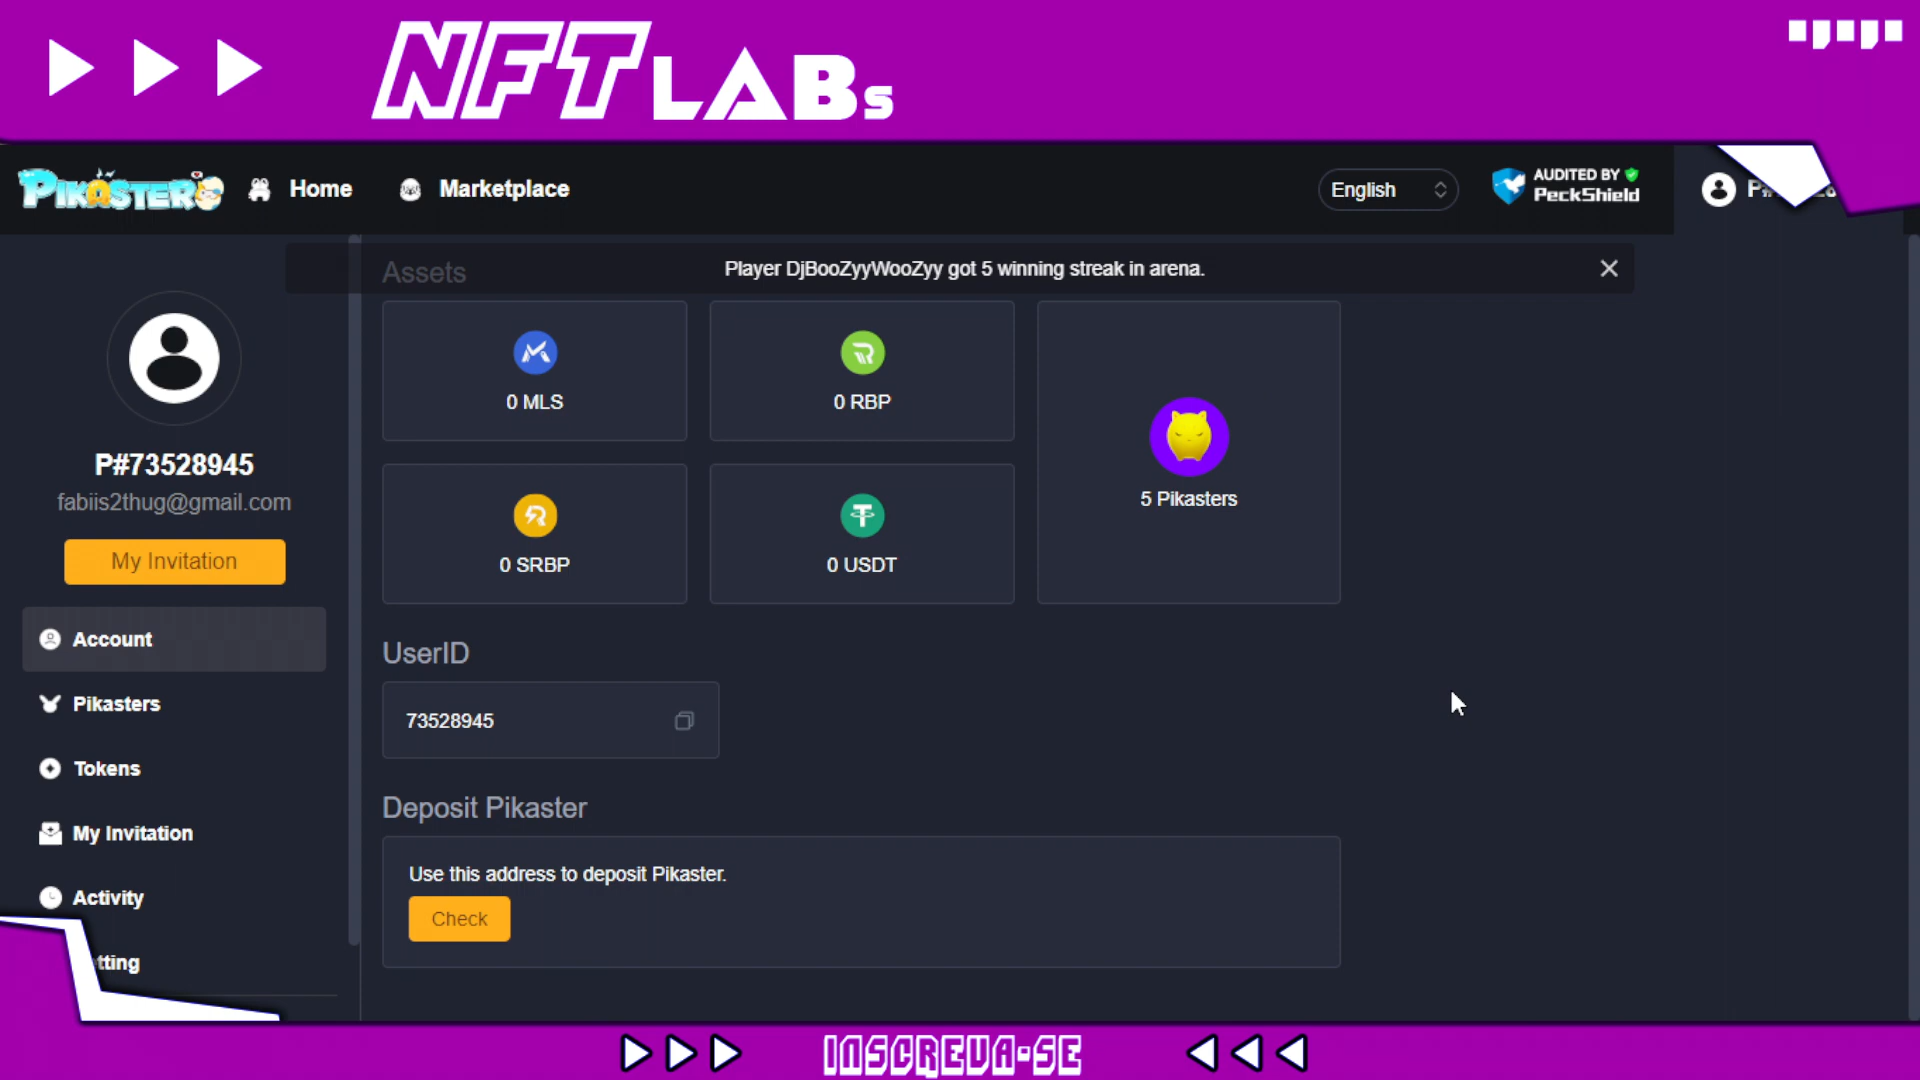 NFT LABs
PIKASTER
Home
Marketplace
English
AUDITED BY
PeckShield
Assets
Player DjBooZyyWooZyy got 5 winning streak in arena.
0 MLS
0 RBP
5 Pikasters
0 SRBP
0 USDT
P#73528945
fabiis2thug@gmail.com
My Invitation
Account
Pikasters
Tokens
My Invitation
Activity
tting
UserID
73528945
Deposit Pikaster
Use this address to deposit Pikaster.
Check
INSCREVA-SE